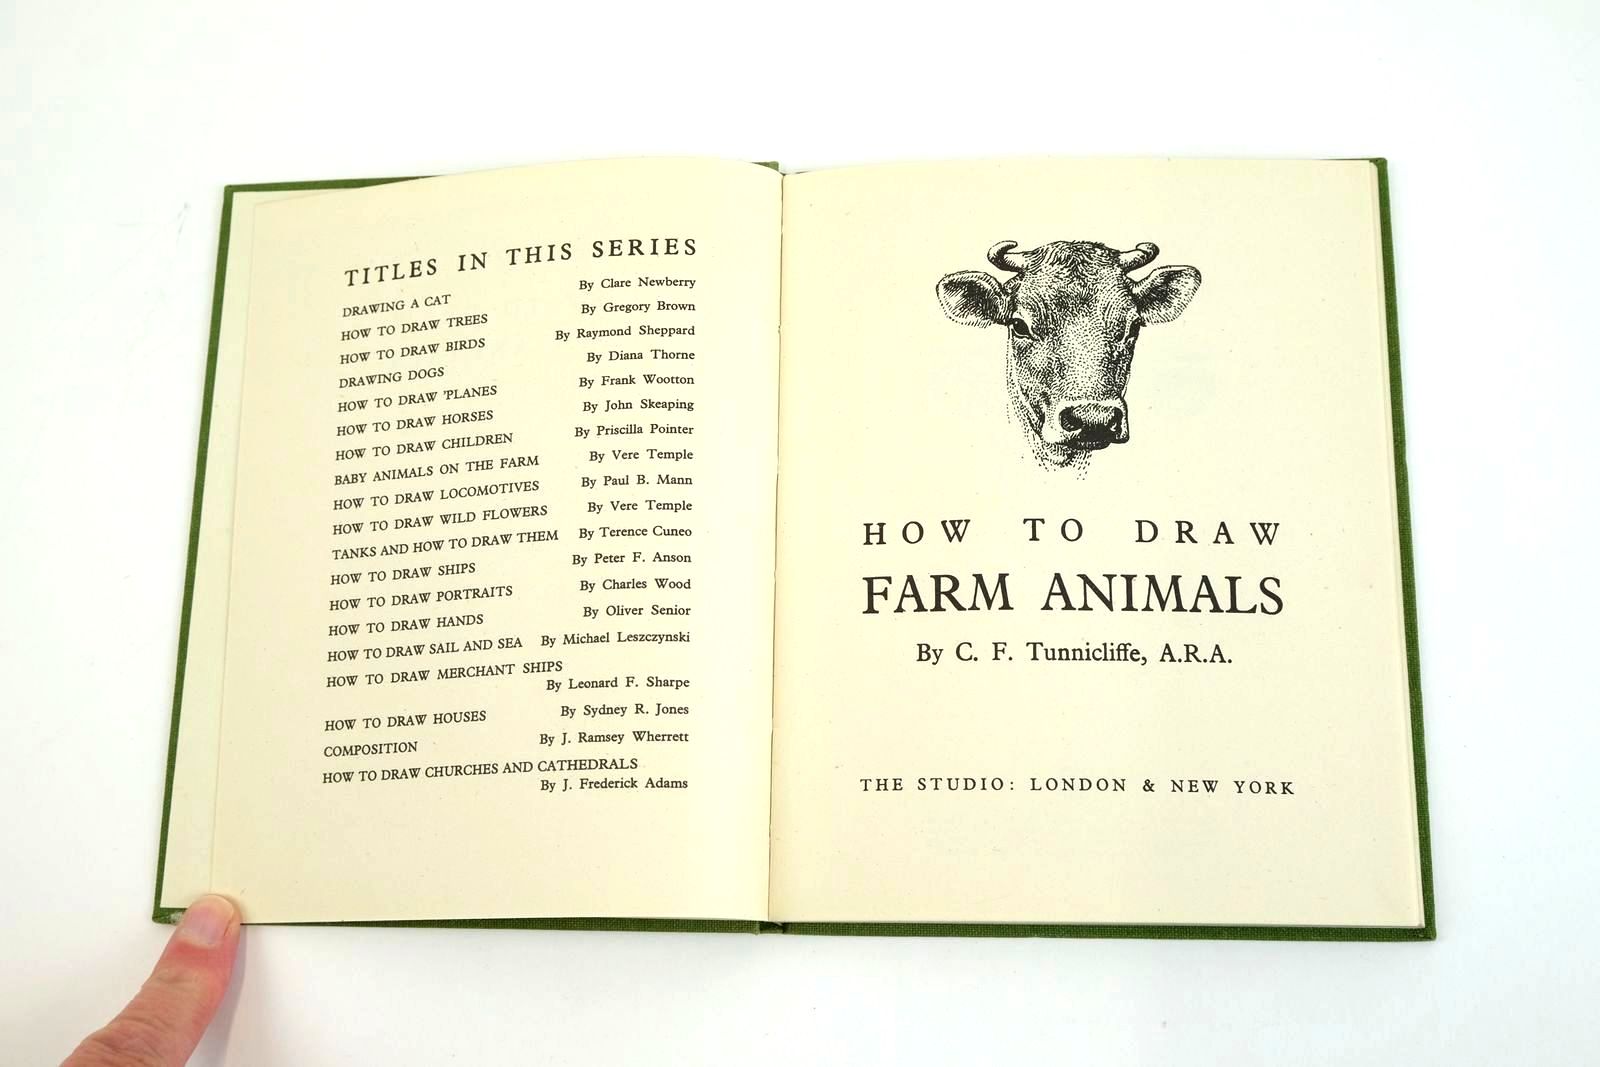 TITLES IN THIS SERIES
DRAWING A CAT By Clare Newberry
HOW TO DRAW TREES By Gregory Brown
HOW TO DRAW BIRDS By Raymond Sheppard
DRAWING DOGS By Diana Thorne
HOW TO DRAW 'PLANES By Frank Wootton
HOW TO DRAW HORSES By John Skeaping
HOW TO DRAW CHILDREN By Priscilla Pointer
BABY ANIMALS ON THE FARM By Vere Temple
HOW TO DRAW LOCOMOTIVES By Paul B. Mann
HOW TO DRAW WILD FLOWERS By Vere Temple
TANKS AND HOW TO DRAW THEM By Terence Cuneo
HOW TO DRAW SHIPS By Peter F. Anson
HOW TO DRAW PORTRAITS By Charles Wood
HOW TO DRAW HANDS By Oliver Senior
HOW TO DRAW SAIL AND SEA By Michael Leszczynski
HOW TO DRAW MERCHANT SHIPS
By Leonard F. Sharpe
HOW TO DRAW HOUSES By Sydney R. Jones
COMPOSITION By J. Ramsey Wherrett
HOW TO DRAW CHURCHES AND CATHEDRALS
By J. Frederick Adams
HOW TO DRAW
FARM ANIMALS
By C. F. Tunnicliffe, A.R.A.
THE STUDIO: LONDON & NEW YORK